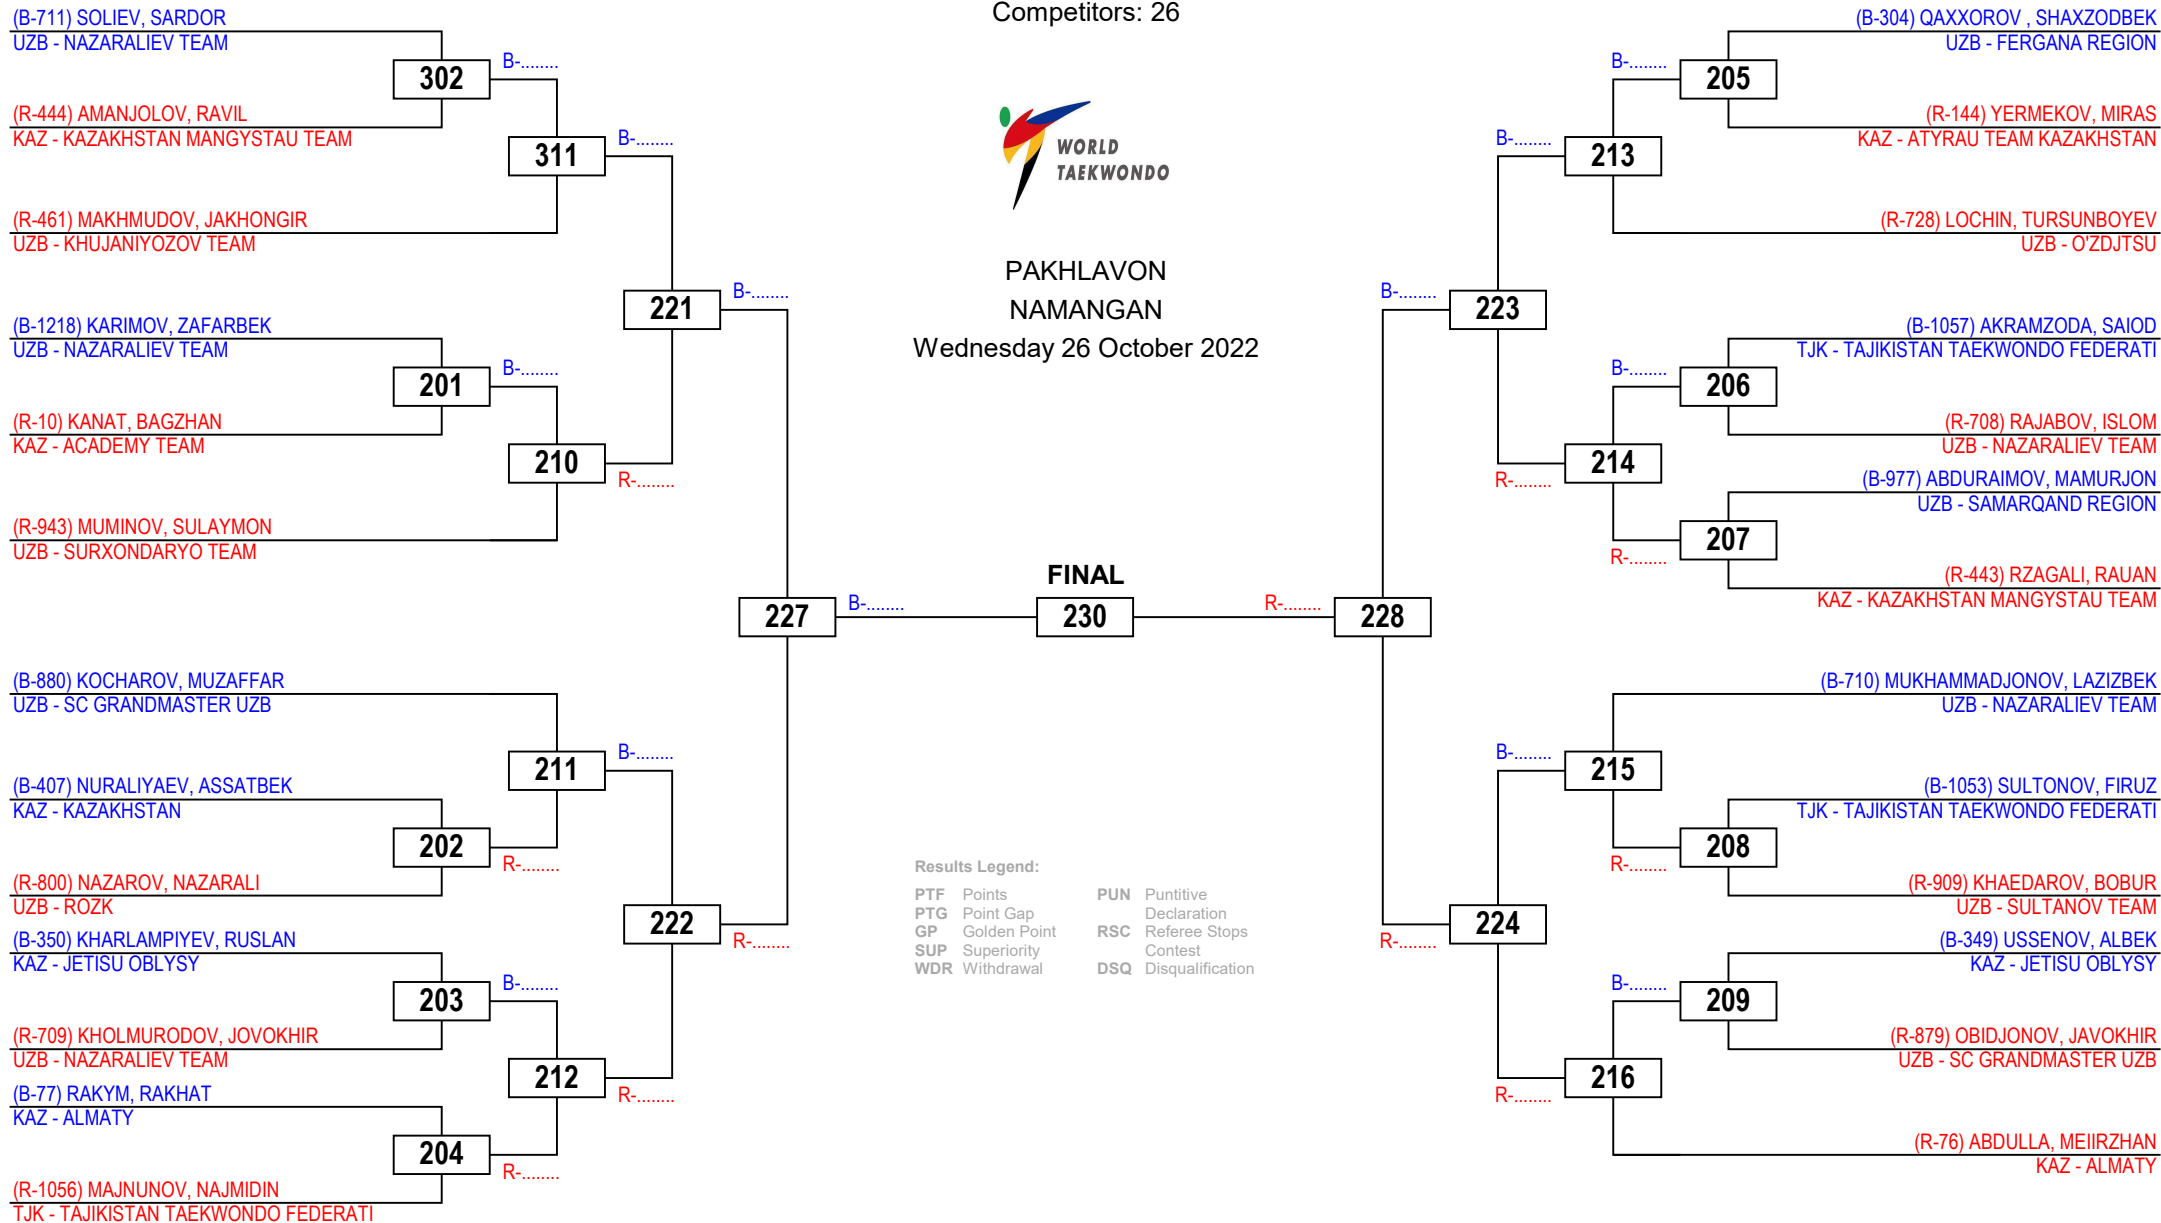 Competitors: 26
WORLD
TAEKWONDO
PAKHLAVON
NAMANGAN
Wednesday 26 October 2022
(B-711) SOLIEV, SARDOR
UZB - NAZARALIEV TEAM
302
B-........
(R-444) AMANJOLOV, RAVIL
KAZ - KAZAKHSTAN MANGYSTAU TEAM
311
B-........
(R-461) MAKHMUDOV, JAKHONGIR
UZB - KHUJANIYOZOV TEAM
221
B-........
(B-1218) KARIMOV, ZAFARBEK
UZB - NAZARALIEV TEAM
201
B-........
(R-10) KANAT, BAGZHAN
KAZ - ACADEMY TEAM
210
R-........
(R-943) MUMINOV, SULAYMON
UZB - SURXONDARYO TEAM
227
B-........
(B-880) KOCHAROV, MUZAFFAR
UZB - SC GRANDMASTER UZB
211
B-........
(B-407) NURALIYAEV, ASSATBEK
KAZ - KAZAKHSTAN
202
R-........
(R-800) NAZAROV, NAZARALI
UZB - ROZK
222
R-........
(B-350) KHARLAMPIYEV, RUSLAN
KAZ - JETISU OBLYSY
203
B-........
(R-709) KHOLMURODOV, JOVOKHIR
UZB - NAZARALIEV TEAM
212
R-........
(B-77) RAKYM, RAKHAT
KAZ - ALMATY
204
R-........
(R-1056) MAJNUNOV, NAJMIDIN
TJK - TAJIKISTAN TAEKWONDO FEDERATI
FINAL
230
Results Legend:
PTF Points
PTG Point Gap
GP Golden Point
SUP Superiority
WDR Withdrawal
PUN Puntitive
Declaration
RSC Referee Stops
Contest
DSQ Disqualification
(B-304) QAXXOROV , SHAXZODBEK
UZB - FERGANA REGION
B-........
205
(R-144) YERMEKOV, MIRAS
KAZ - ATYRAU TEAM KAZAKHSTAN
B-........
213
(R-728) LOCHIN, TURSUNBOYEV
UZB - O'ZDJTSU
B-........
223
(B-1057) AKRAMZODA, SAIOD
TJK - TAJIKISTAN TAEKWONDO FEDERATI
B-........
206
(R-708) RAJABOV, ISLOM
UZB - NAZARALIEV TEAM
R-........
214
(B-977) ABDURAIMOV, MAMURJON
UZB - SAMARQAND REGION
R-........
207
(R-443) RZAGALI, RAUAN
KAZ - KAZAKHSTAN MANGYSTAU TEAM
R-........
228
(B-710) MUKHAMMADJONOV, LAZIZBEK
UZB - NAZARALIEV TEAM
B-........
215
(B-1053) SULTONOV, FIRUZ
TJK - TAJIKISTAN TAEKWONDO FEDERATI
R-........
208
(R-909) KHAEDAROV, BOBUR
UZB - SULTANOV TEAM
R-........
224
(B-349) USSENOV, ALBEK
KAZ - JETISU OBLYSY
B-........
209
(R-879) OBIDJONOV, JAVOKHIR
UZB - SC GRANDMASTER UZB
R-........
216
(R-76) ABDULLA, MEIIRZHAN
KAZ - ALMATY